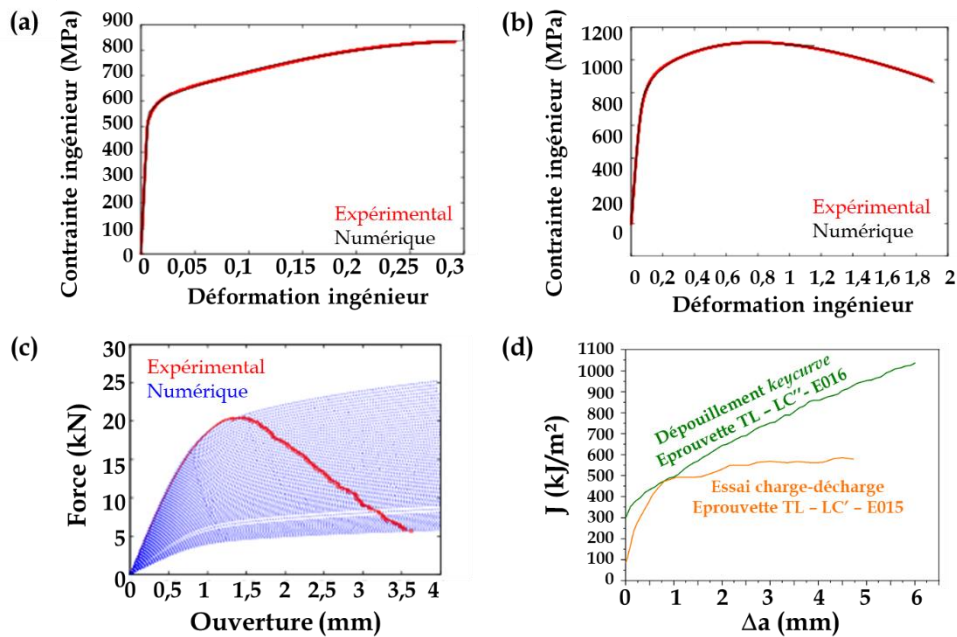 (a)
Contrainte ingénieur (MPa)
900
800
700
600
500
400
300
200
100
0
Expérimental
Numérique
0 0,05 0,1 0,15 0,2 0,25 0,3
Déformation ingénieur
(b)
Contrainte ingénieur (MPa)
1200
1000
800
600
400
200
0
Expérimental
Numérique
0 0,2 0,6 0,4 0,8 1 1,2 1,4 1,6 1,8 2
Déformation ingénieur
(c)
Force (kN)
30
25
20
15
10
5
0
Expérimental
Numérique
0 0,5 1 1,5 2 2,5 3 3,5 4
Ouverture (mm)
(d)
J (kJ/m²)
1100
1000
900
800
700
600
500
400
300
200
100
0
Dépouillement keycurve
Eprouvette TL – LC’’- E016
Essai charge-décharge
Eprouvette TL – LC’ – E015
0 1 2 3 4 5 6
Δa (mm)